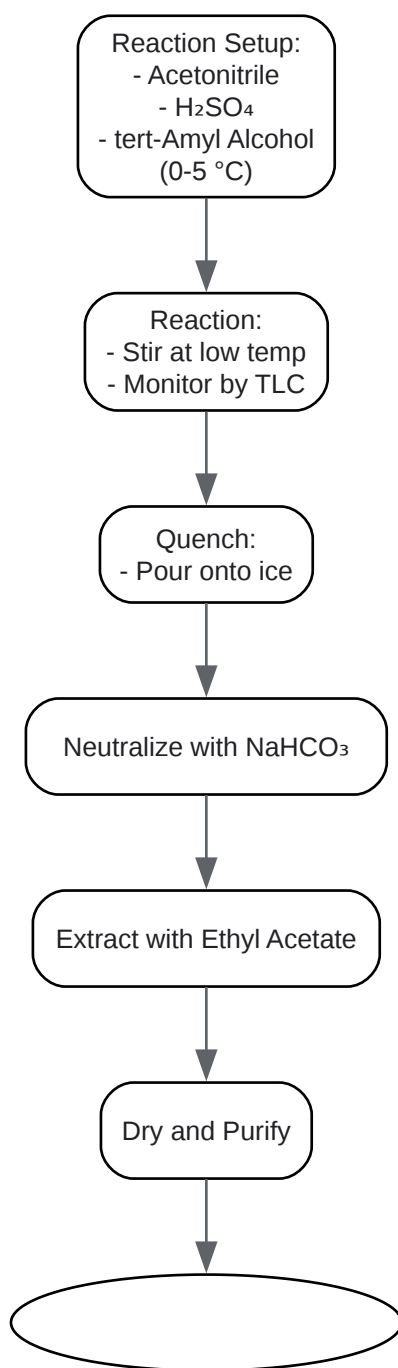 Reaction Setup:
- Acetonitrile
- H₂SO₄
- tert-Amyl Alcohol
(0-5 °C)
Reaction:
- Stir at low temp
- Monitor by TLC
Quench:
- Pour onto ice
Neutralize with NaHCO₃
Extract with Ethyl Acetate
Dry and Purify